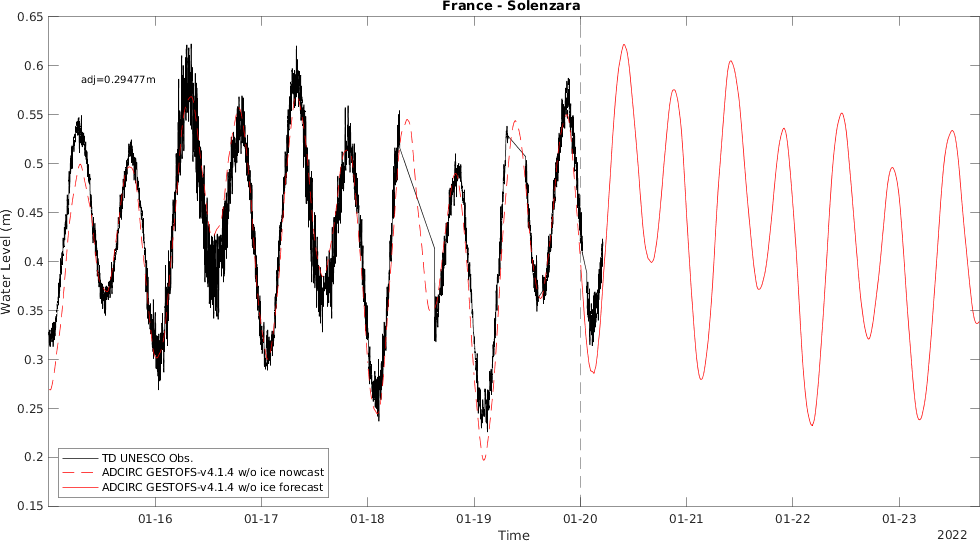 France - Solenzara
0.65
0.6
0.55
0.5
0.45
0.4
0.35
0.3
0.25
0.2
0.15
Water Level (m)
adj=0.29477m
TD UNESCO Obs.
ADCIRC GESTOFS-v4.1.4 w/o ice nowcast
ADCIRC GESTOFS-v4.1.4 w/o ice forecast
01-16 01-17 01-18 01-19 01-20 01-21 01-22 01-23
Time
2022